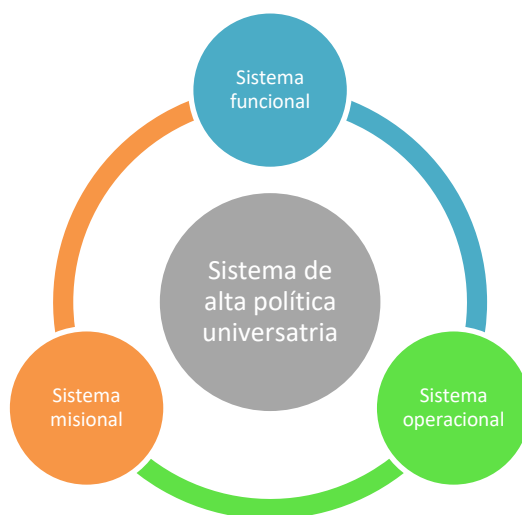 Sistema
funcional
Sistema de
alta política
universatria
Sistema
misional
Sistema
operacional